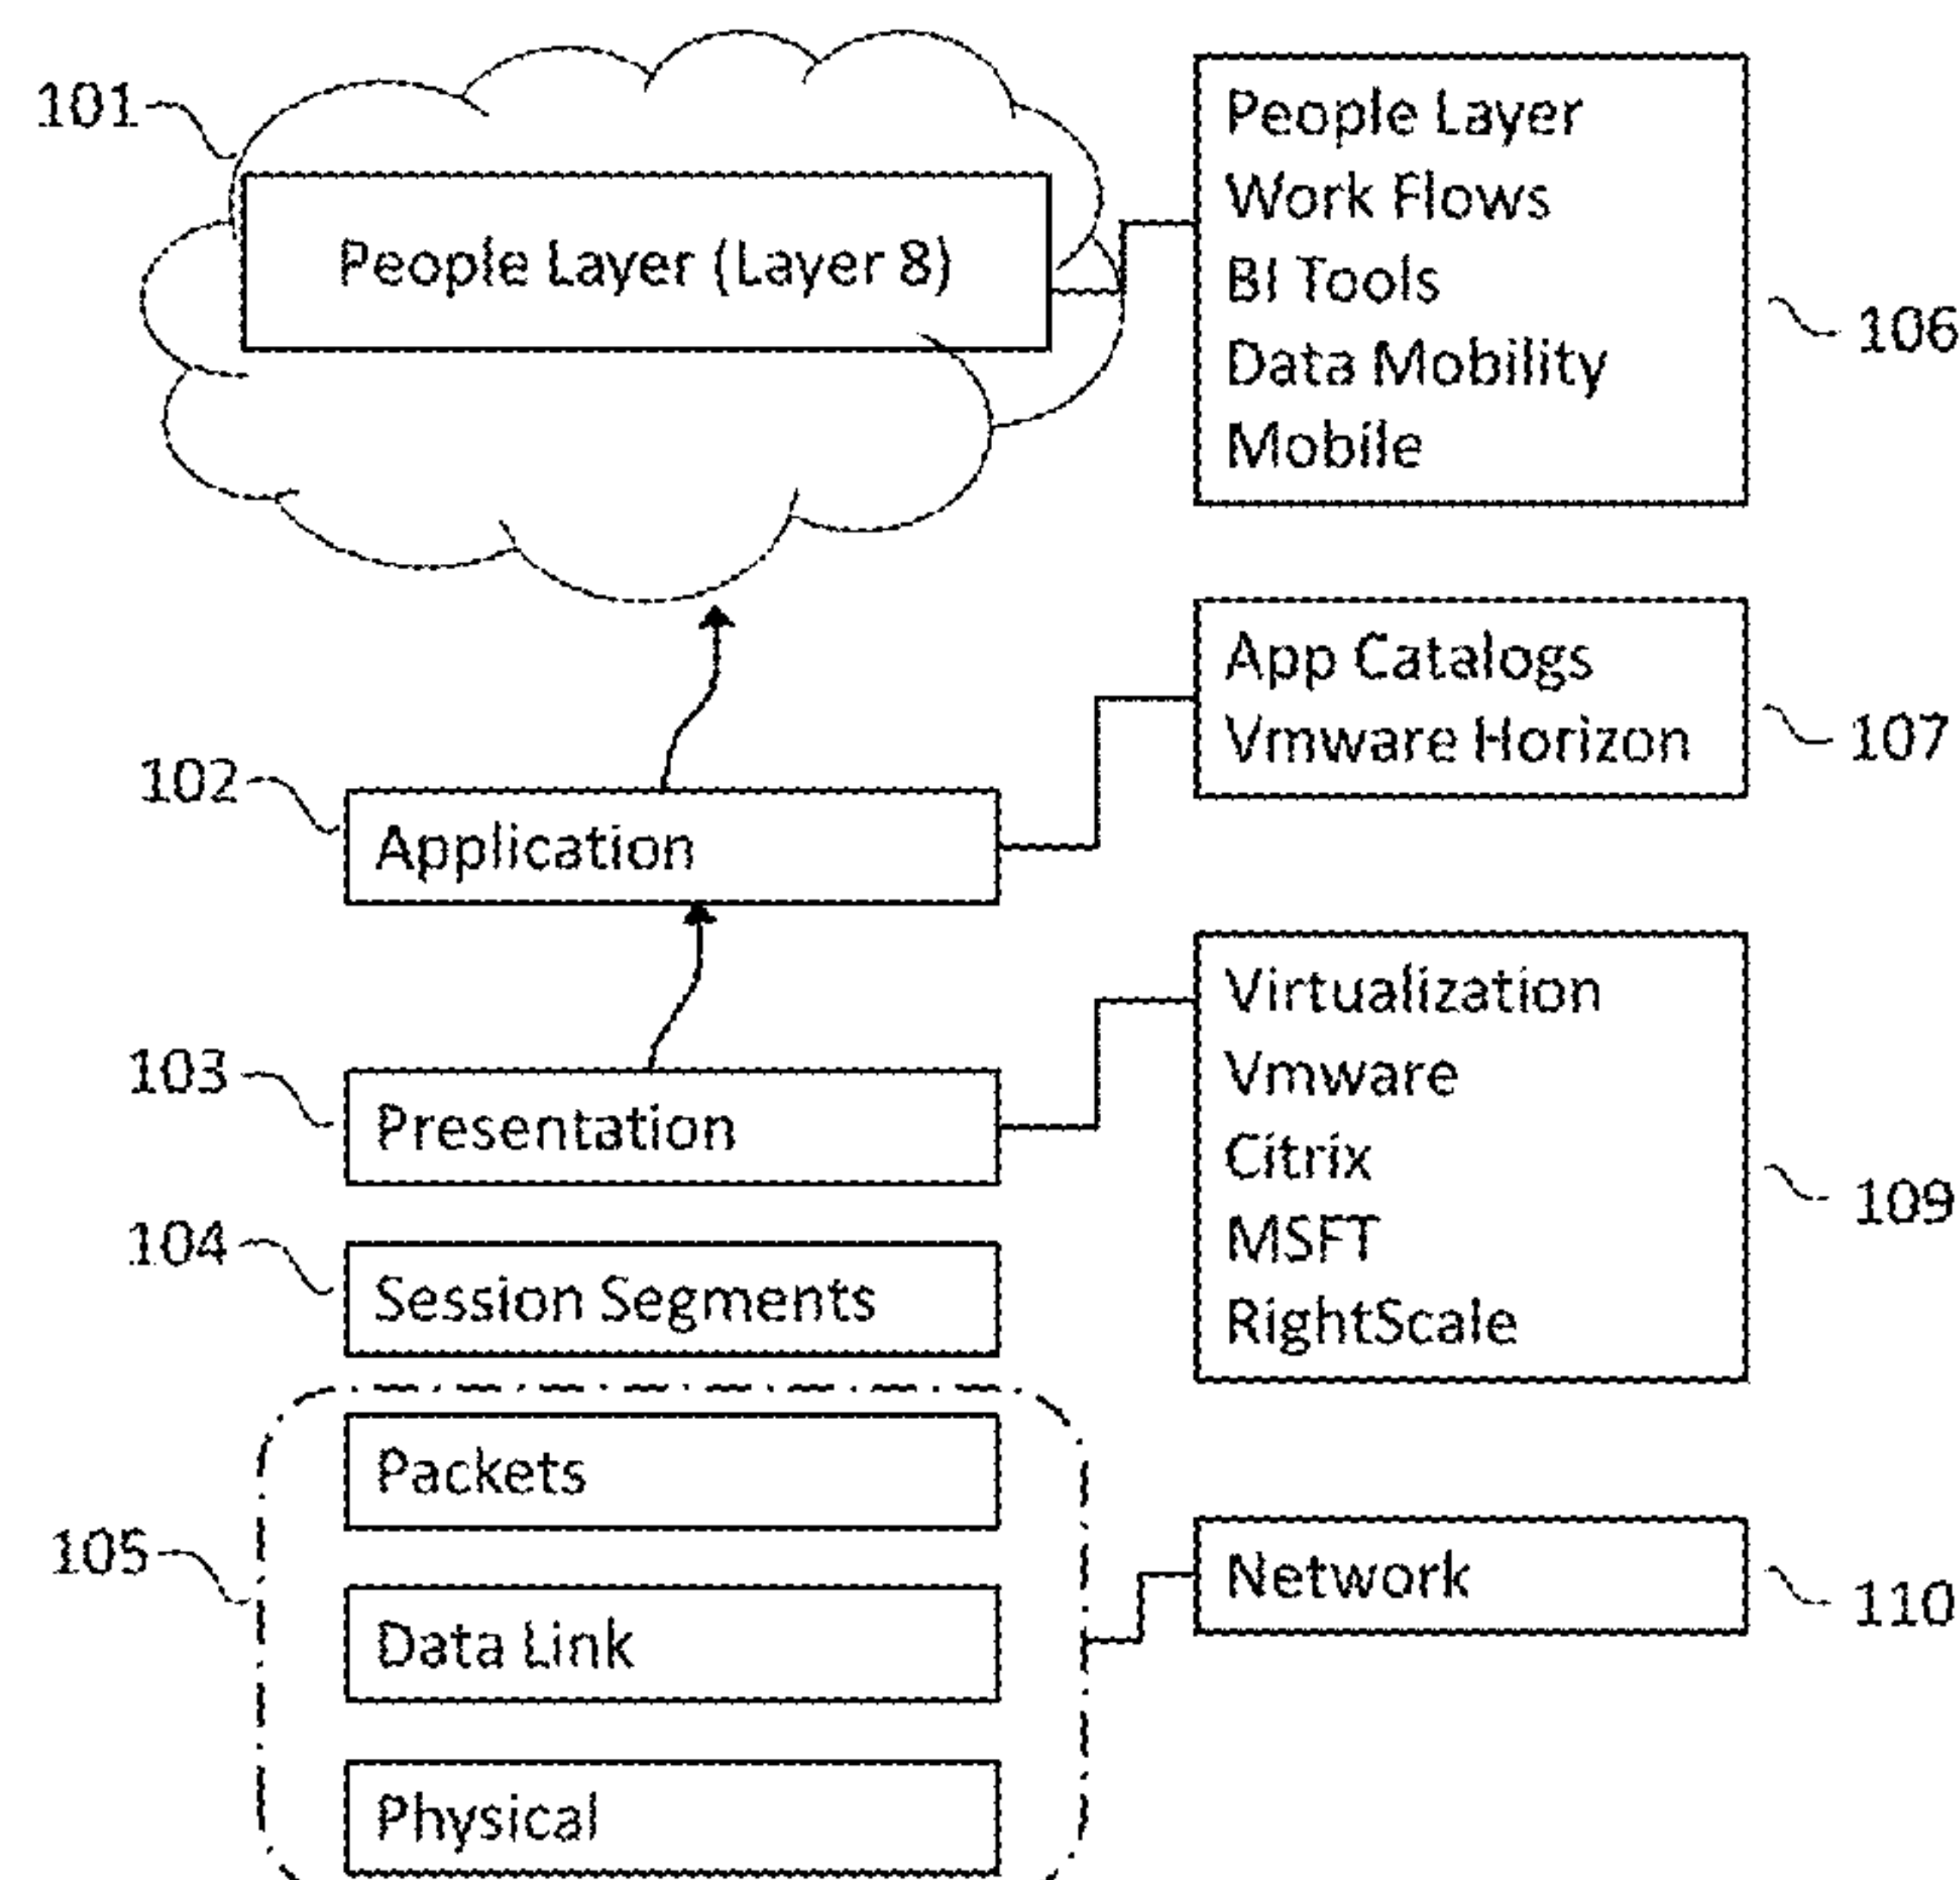 101
People Layer (Layer 8)
People Layer
Work Flows
BI Tools
Data Mobility
Mobile
106
App Catalogs
Vmware Horizon
107
102
Application
Virtualization
Vmware
Citrix
MSFT
RightScale
109
103
Presentation
104
Session Segments
105
Packets
Data Link
Physical
Network
110